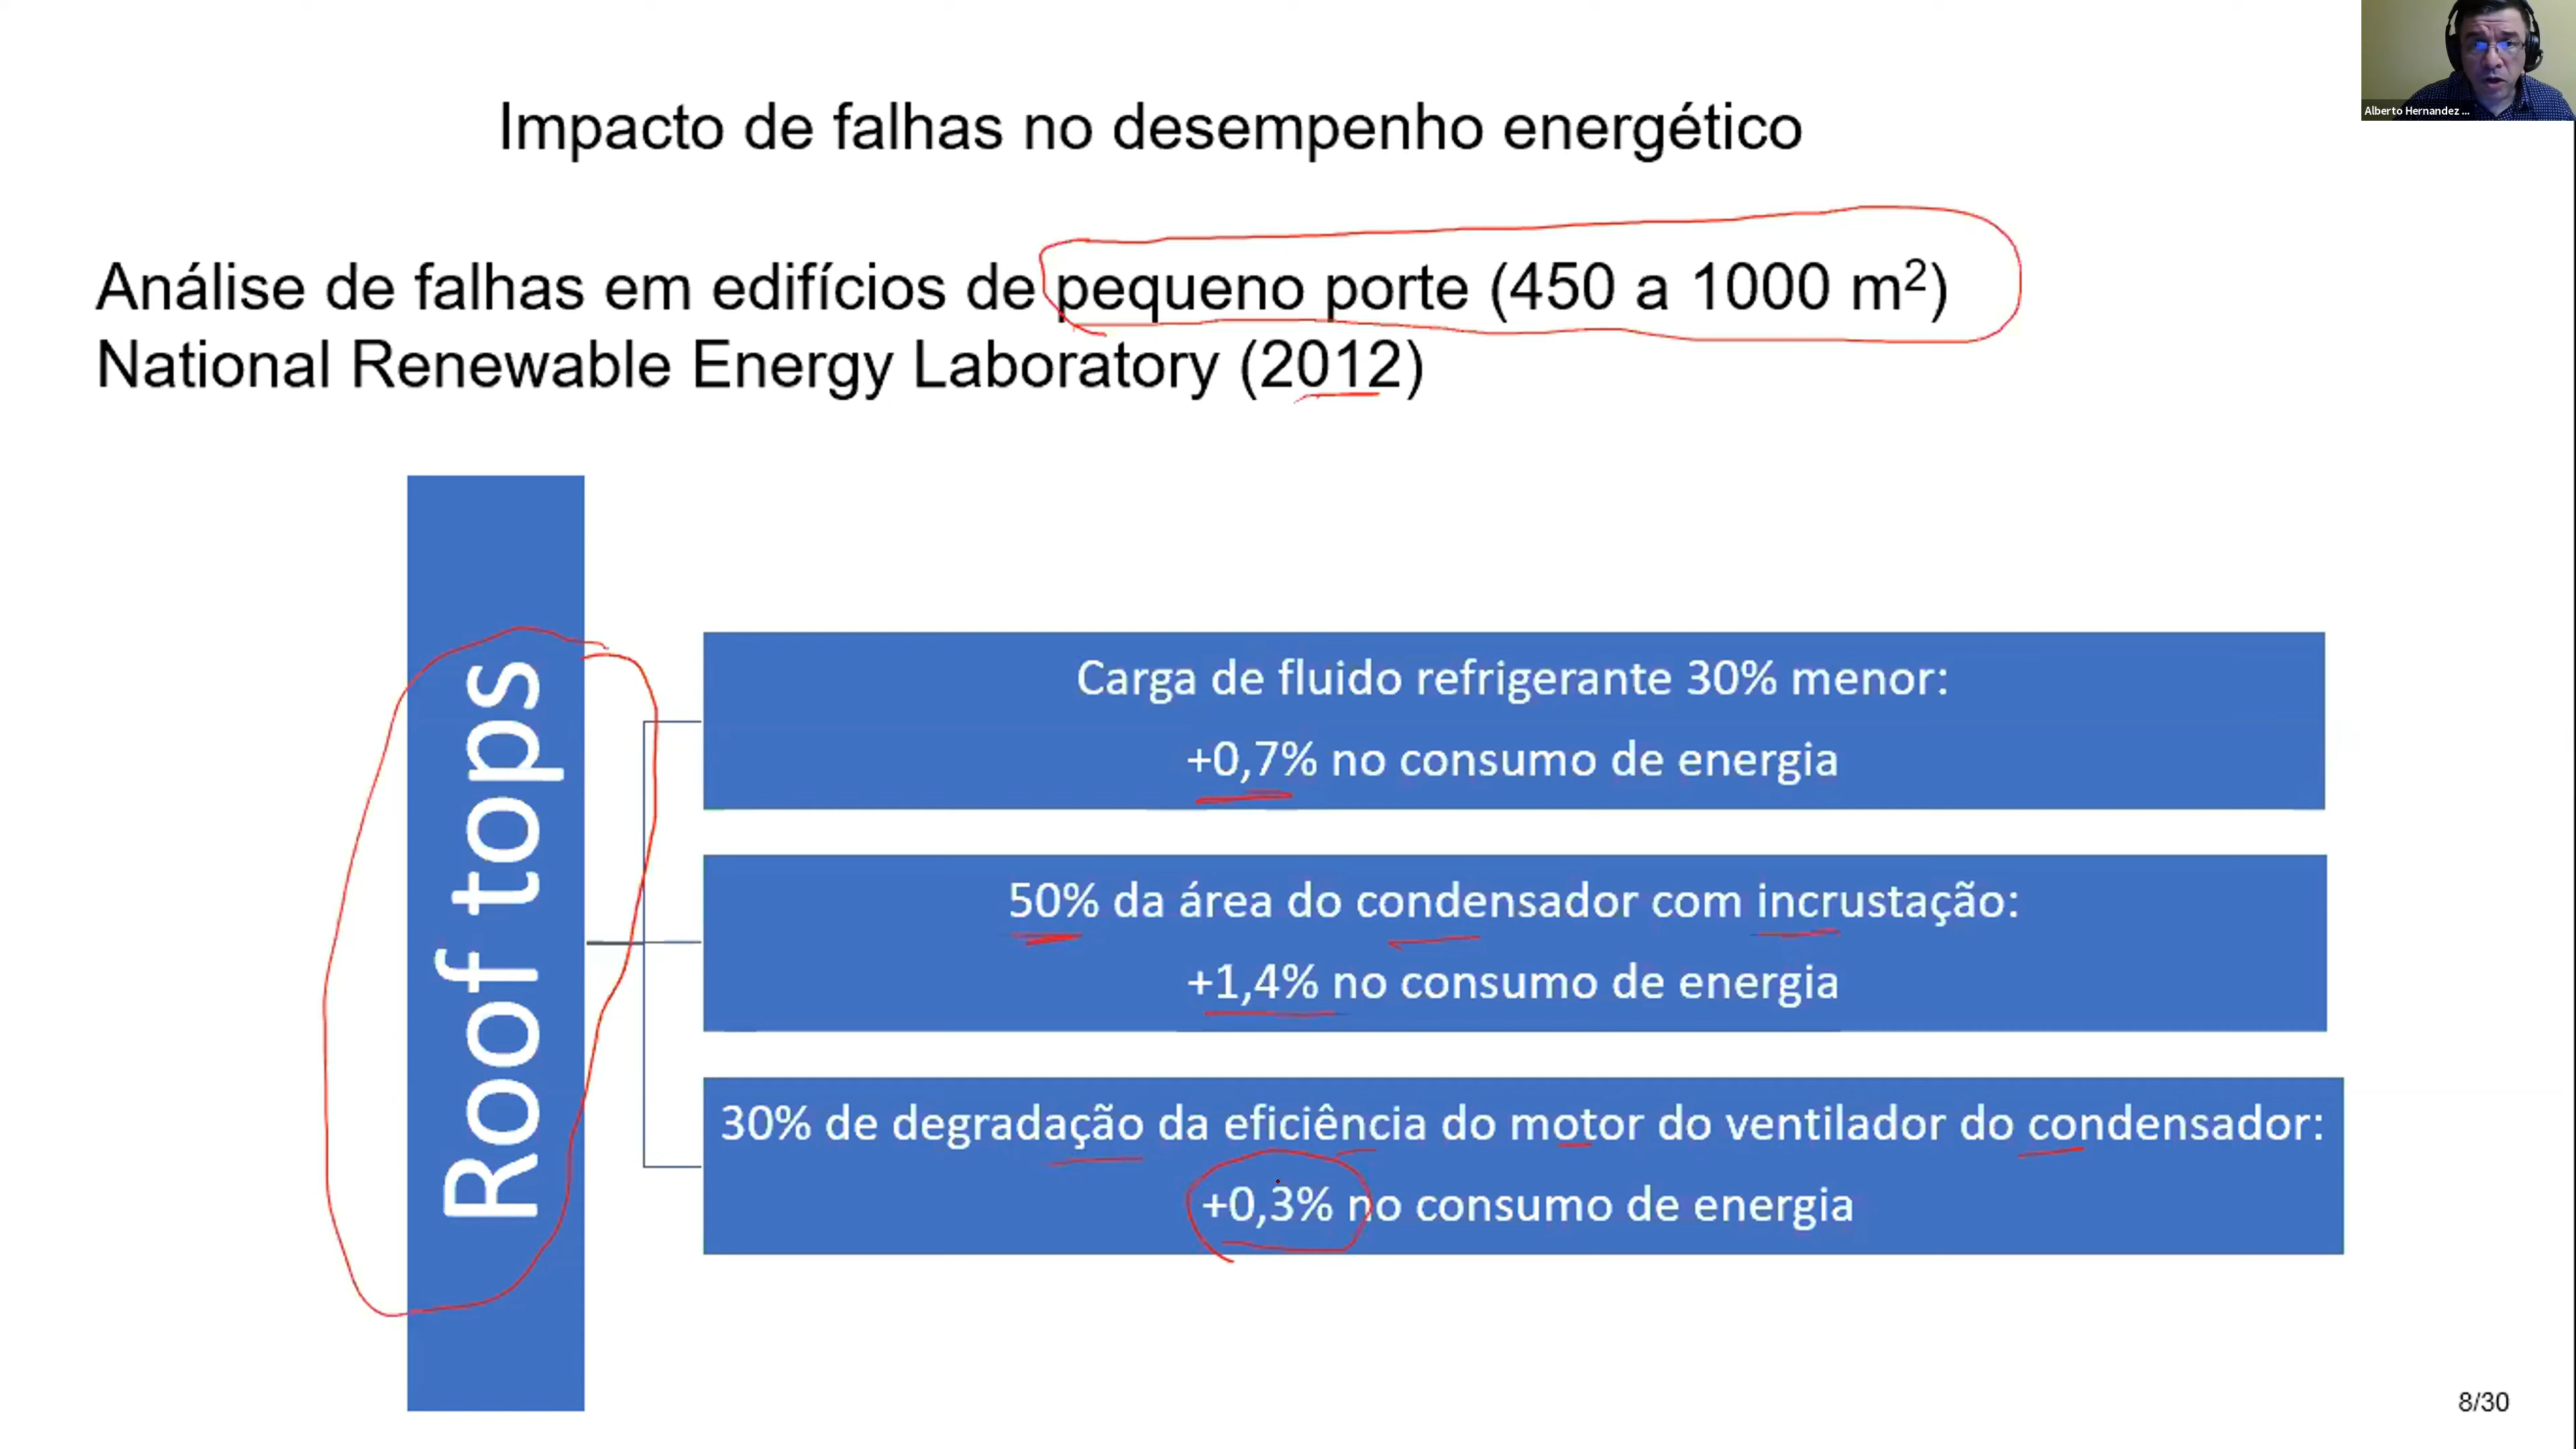 Alberto Hernandez ...
Impacto de falhas no desempenho energético
Análise de falhas em edifícios de pequeno porte (450 a 1000 m²)
National Renewable Energy Laboratory (2012)
Roof tops
Carga de fluido refrigerante 30% menor:
+0,7% no consumo de energia
50% da área do condensador com incrustação:
+1,4% no consumo de energia
30% de degradação da eficiência do motor do ventilador do condensador:
+0,3% no consumo de energia
8/30